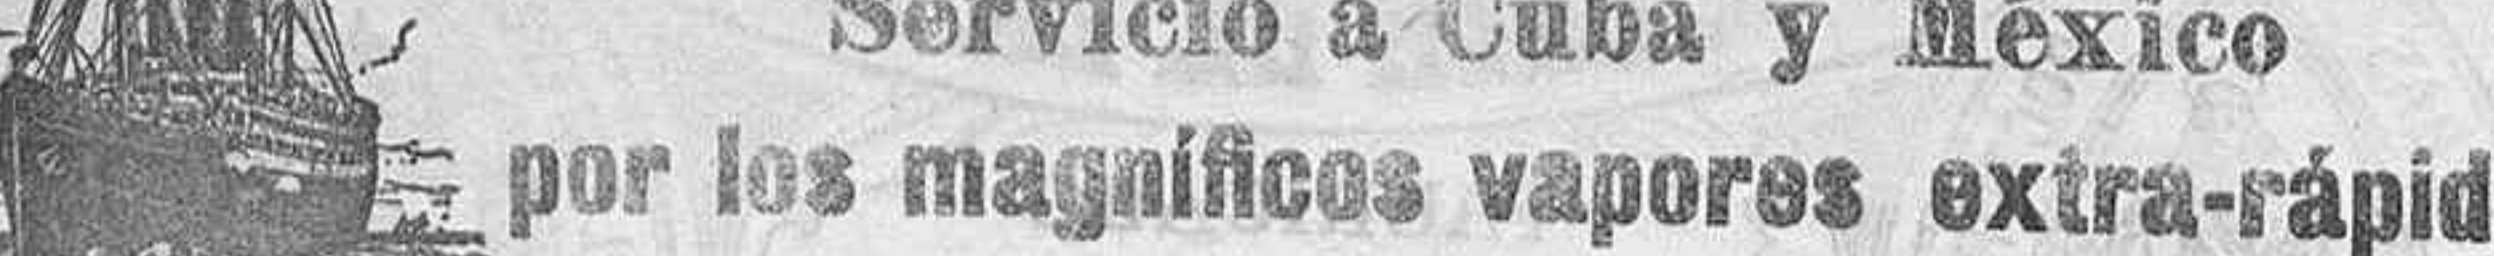 Servicio a Cuba y México
por los magníficos vapores extra-rápid